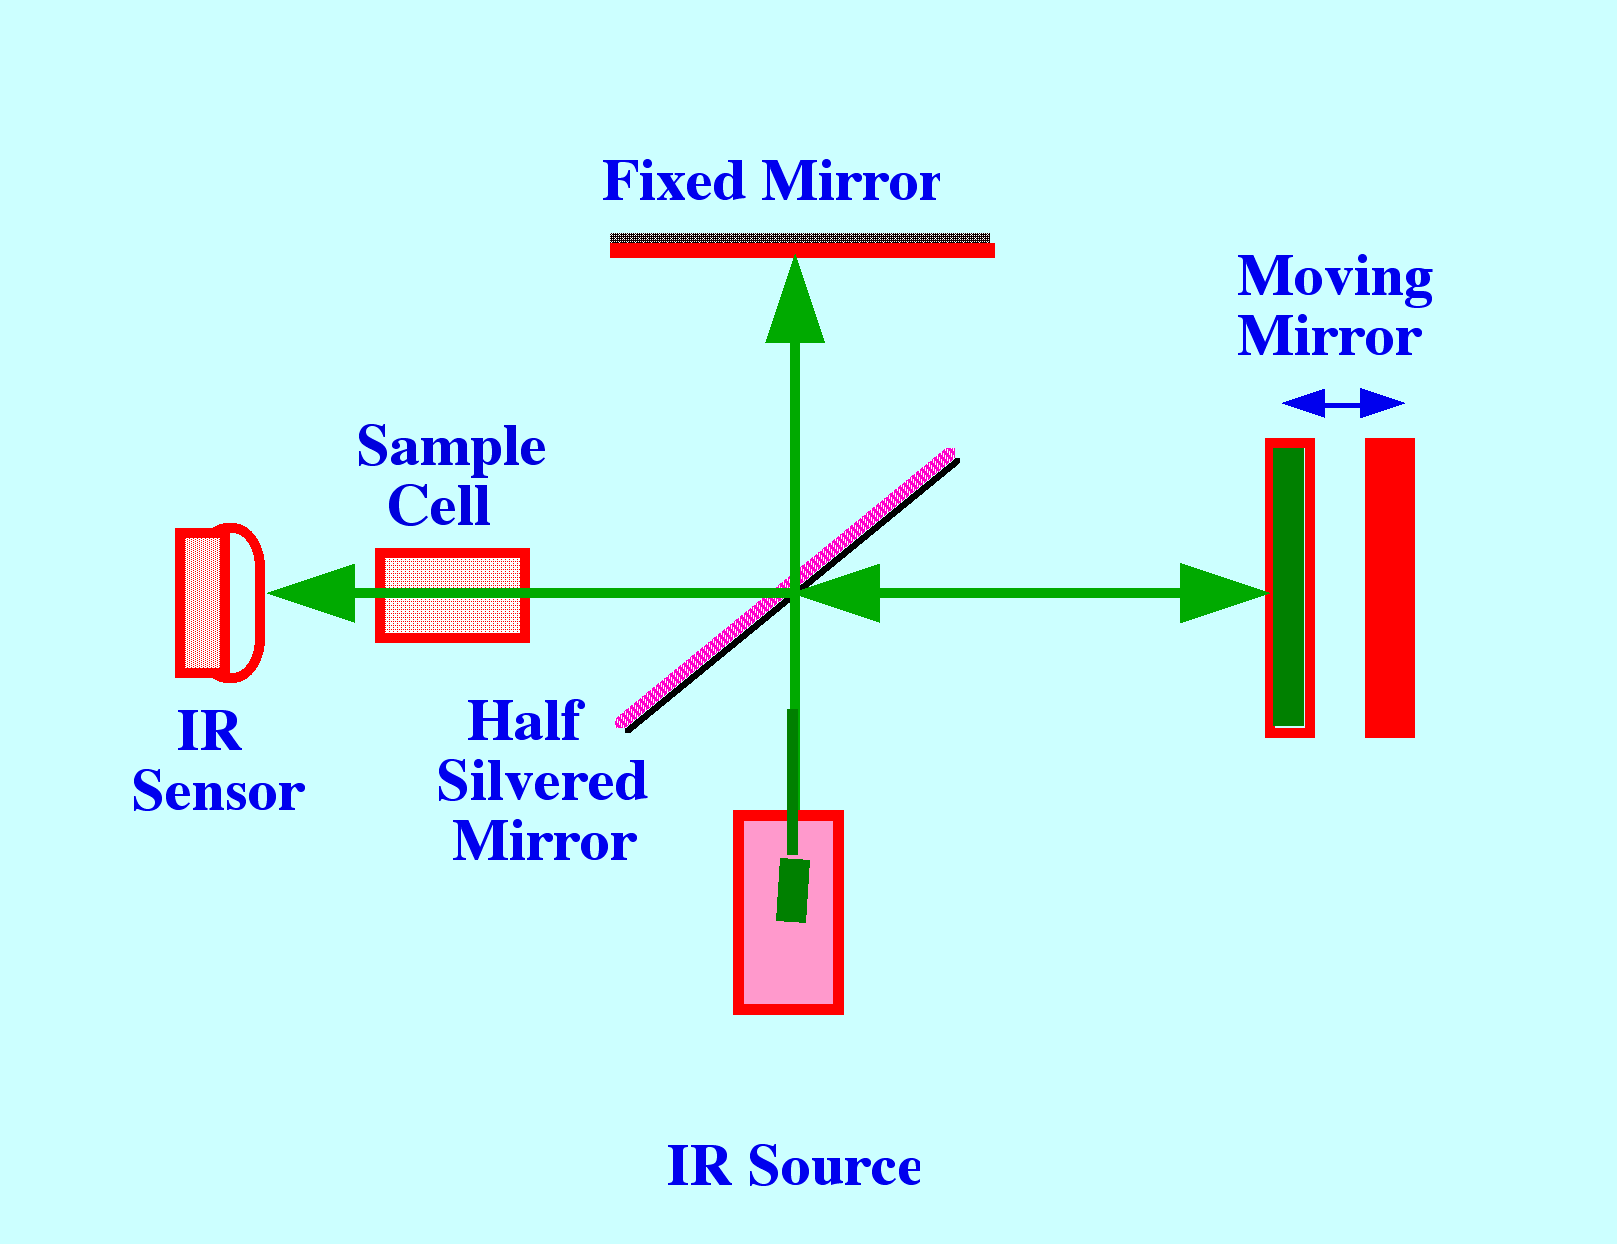 Fixed Mirror
Moving
Mirror
Sample
Cell
IR
Sensor
Half
Silvered
Mirror
IR Source